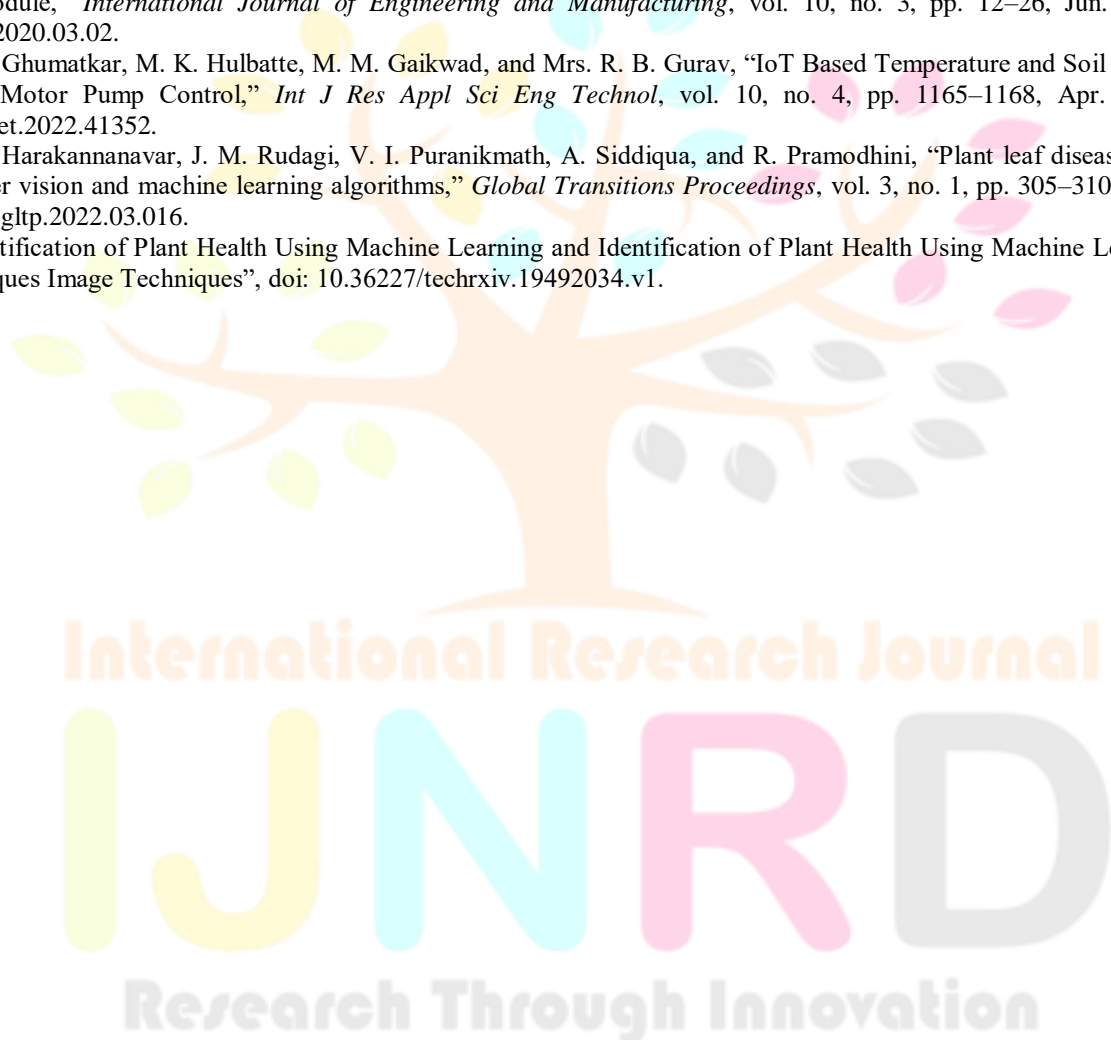 odule," International Journal of Engineering and Manufacturing, vol. 10, no. 3, pp. 12–26, Jun.
2020.03.02.
Ghumatkar, M. K. Hulbatte, M. M. Gaikwad, and Mrs. R. B. Gurav, “IoT Based Temperature and Soil
Motor Pump Control,” Int J Res Appl Sci Eng Technol, vol. 10, no. 4, pp. 1165–1168, Apr.
et.2022.41352.
Harakannanavar, J. M. Rudagi, V. I. Puranikmath, A. Siddiqua, and R. Pramodhini, “Plant leaf diseas
er vision and machine learning algorithms,” Global Transitions Proceedings, vol. 3, no. 1, pp. 305–310
gltp.2022.03.016.
tification of Plant Health Using Machine Learning and Identification of Plant Health Using Machine Le
ques Image Techniques”, doi: 10.36227/techrxiv.19492034.v1.
International Research Journal
IJNRD
Research Through Innovation